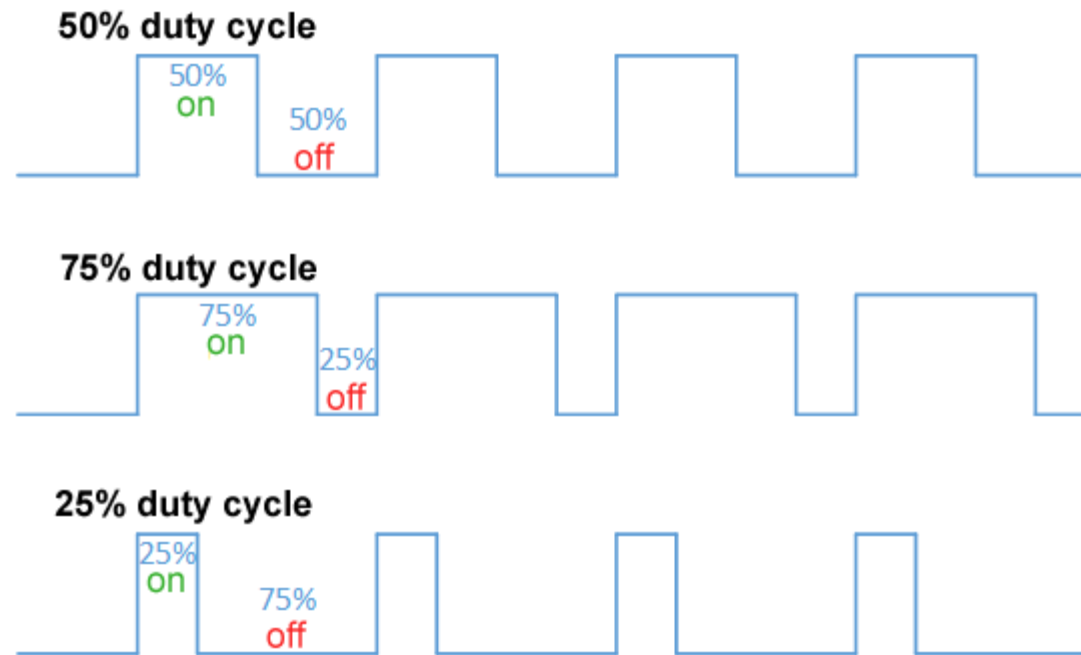 50% duty cycle
50%
on
50%
off
75% duty cycle
75%
on
25%
off
25% duty cycle
25%
on
75%
off